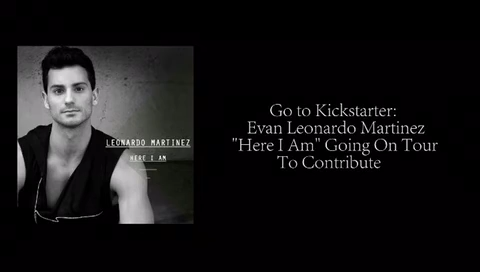 LEONARDO MARTINEZ
HERE I AM
Go to Kickstarter:
Evan Leonardo Martinez
"Here I Am" Going On Tour
To Contribute